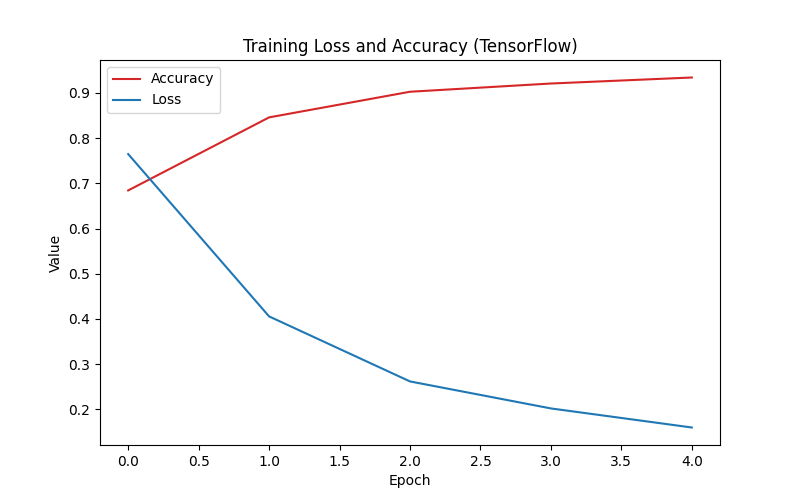 Training Loss and Accuracy (TensorFlow)
Accuracy
Loss
0.9
0.8
0.7
0.6
0.5
0.4
0.3
0.2
Value
0.0 0.5 1.0 1.5 2.0 2.5 3.0 3.5 4.0
Epoch